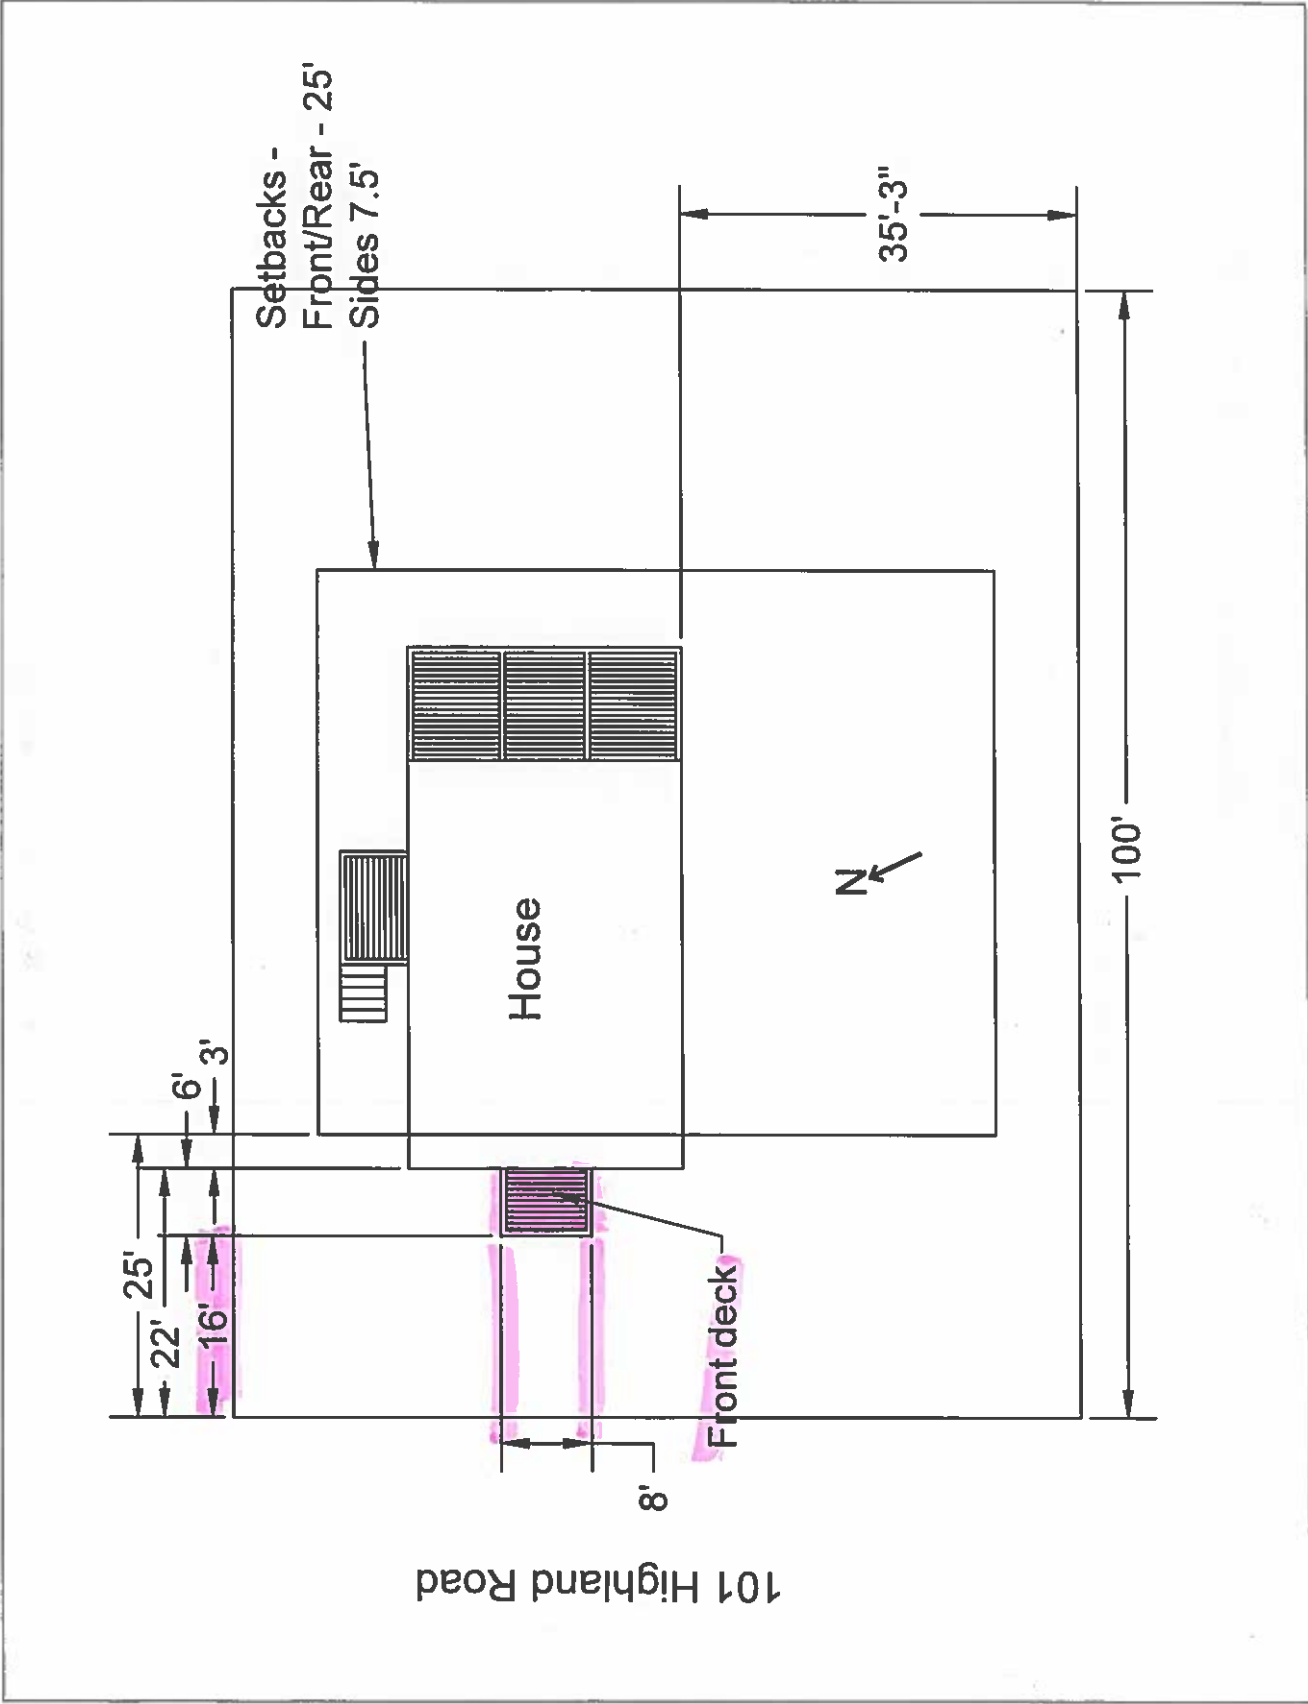 Setbacks -
Front/Rear - 25'
Sides 7.5'
35'-3"
100'
3'
6'
25'
22'
16'
House
N
Front deck
8'
101 Highland Road